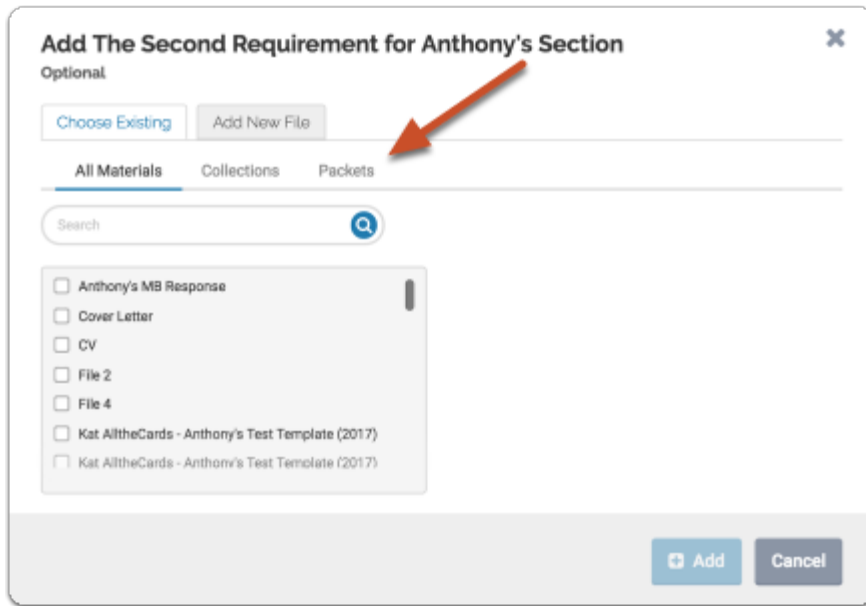 Add The Second Requirement for Anthony's Section
Optional
Choose Existing Add New File
All Materials Collections Packets
Search
Anthony's MB Response
Cover Letter
CV
File 2
File 4
Kat AlltheCards - Anthony's Test Template (2017)
Kat AlltheCards - Anthony's Test Template (2017)
Add Cancel